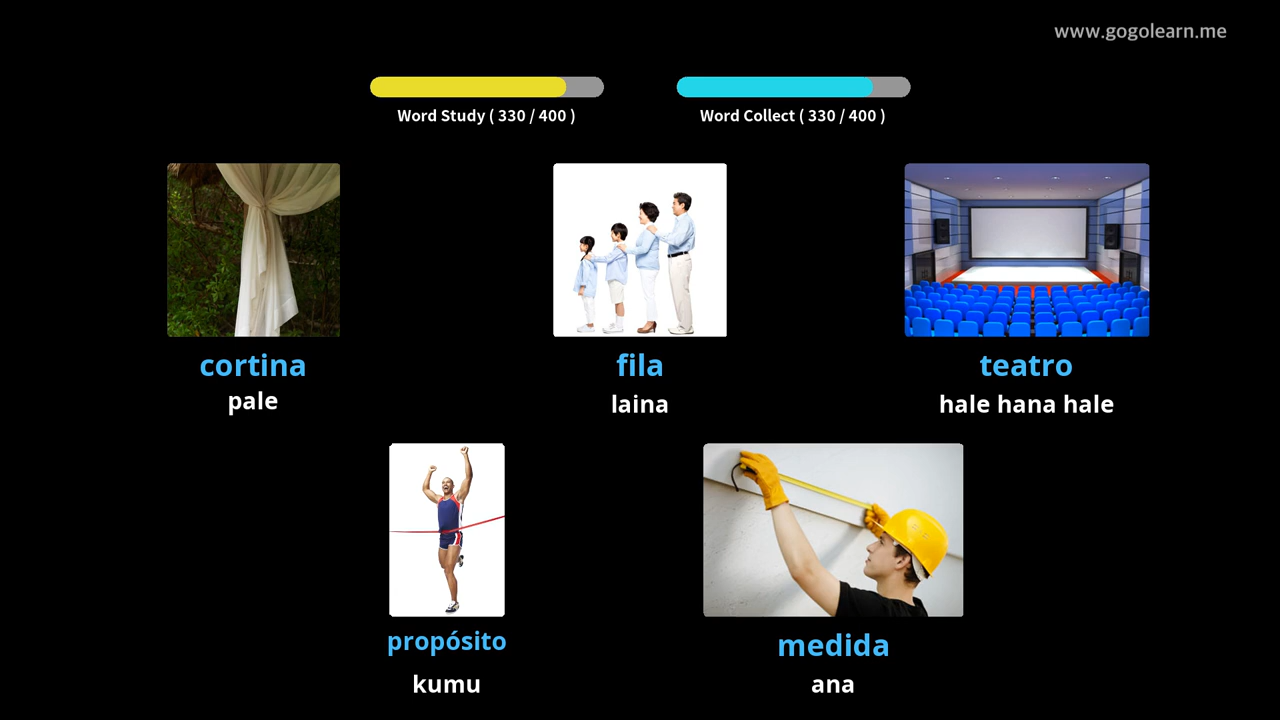 www.gogolearn.me
Word Study ( 330 / 400 )
Word Collect ( 330 / 400 )
cortina
pale
fila
laina
teatro
hale hana hale
propósito
kumu
medida
ana